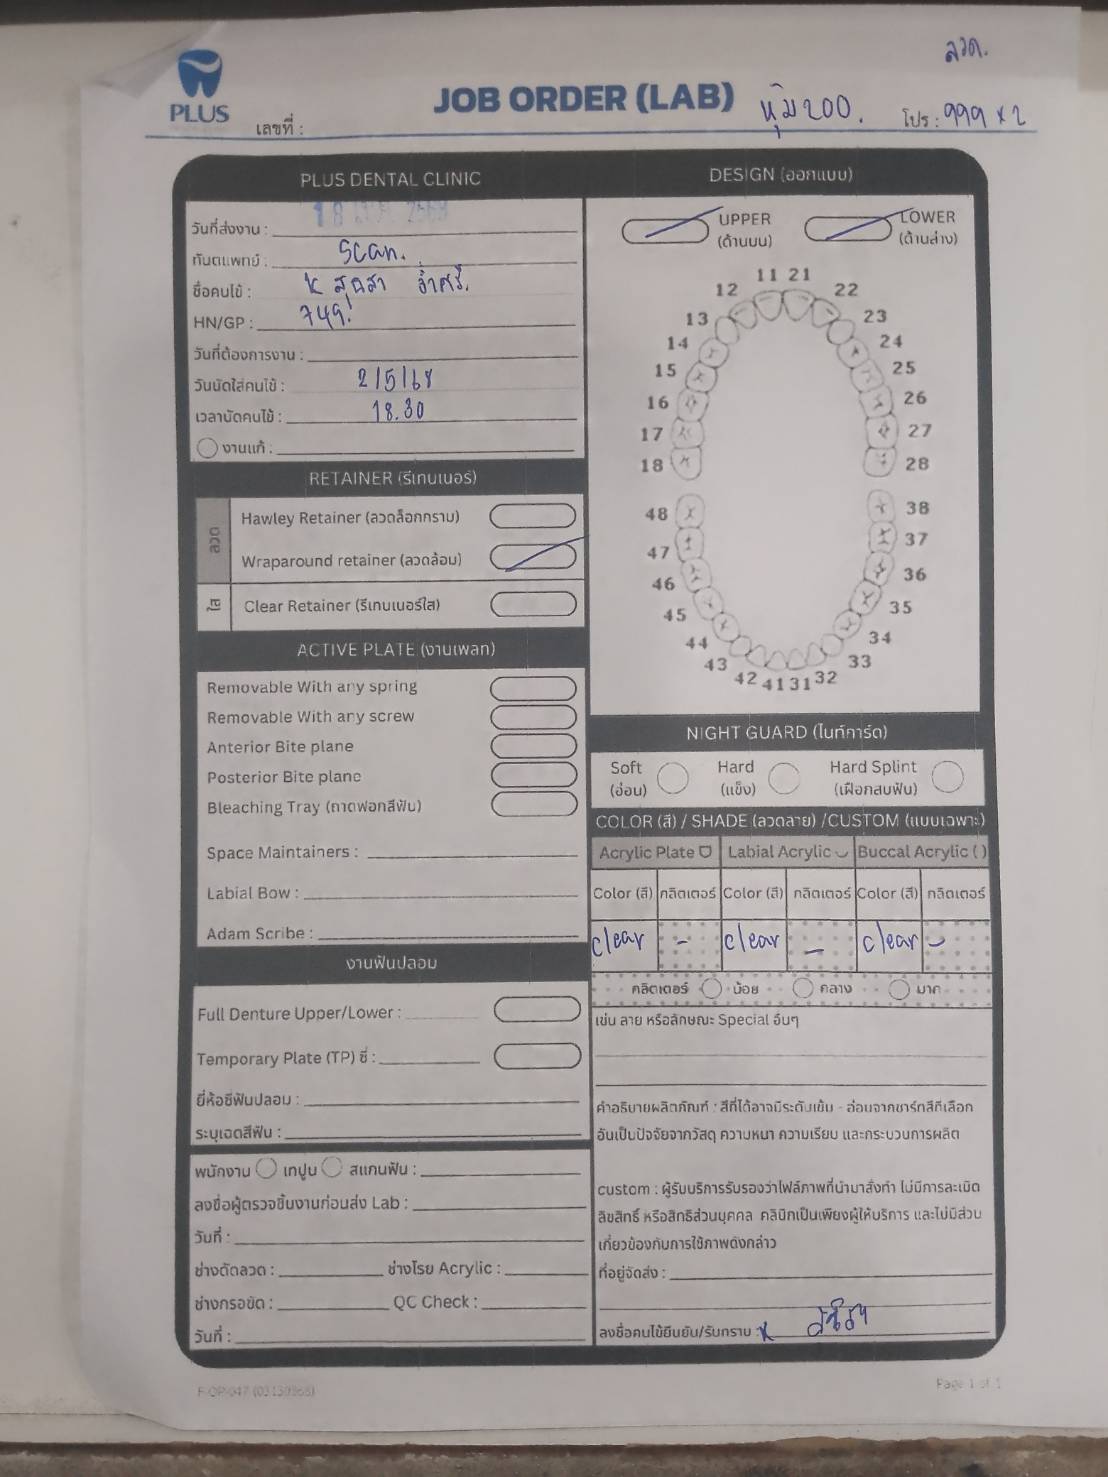 ลวด.
PLUS
JOB ORDER (LAB)
หุ้ม 200.
โปร : 999 x 2
เลขที่ :
PLUS DENTAL CLINIC
วันที่ส่งงาน :
ทันตแพทย์ : Scan.
ชื่อคนไข้ : K
HN/GP : 749
วันที่ต้องการงาน :
วันนัดใส่คนไข้ : 2/5/68
เวลานัดคนไข้ : 18.30
งานแก้ :
RETAINER (รีเทนเนอร์)
ลวด
Hawley Retainer (ลวดล็อกกราม)
Wraparound retainer (ลวดล้อม)
ใส
Clear Retainer (รีเทนเนอร์ใส)
ACTIVE PLATE (งานเพลท)
Removable With any spring
Removable With any screw
Anterior Bite plane
Posterior Bite plane
Bleaching Tray (ถาดฟอกสีฟัน)
Space Maintainers :
Labial Bow :
Adam Scribe :
งานฟันปลอม
Full Denture Upper/Lower :
Temporary Plate (TP) ซี่ :
ยี่ห้อซี่ฟันปลอม :
ระบุเฉดสีฟัน :
พนักงาน เทปูน สแกนฟัน :
ลงชื่อผู้ตรวจชิ้นงานก่อนส่ง Lab :
วันที่ :
ช่างดัดลวด : ช่างโรย Acrylic :
ช่างกรอขัด : QC Check :
วันที่ :
DESIGN (ออกแบบ)
UPPER
(ด้านบน)
LOWER
(ด้านล่าง)
11 21
12 22
13 23
14 24
15 25
16 26
17 27
18 28
48 38
47 37
46 36
45 35
44 34
43 33
42 41 31 32
NIGHT GUARD (ไนท์การ์ด)
Soft Hard Hard Splint
(อ่อน) (แข็ง) (เฝือกสบฟัน)
COLOR (สี) / SHADE (ลวดลาย) /CUSTOM (แบบเฉพาะ)
Acrylic Plate Labial Acrylic Buccal Acrylic ( )
Color (สี) กลิตเตอร์ Color (สี) กลิตเตอร์ Color (สี) กลิตเตอร์
clear - clear - clear -
กลิตเตอร์ น้อย กลาง มาก
เช่น ลาย หรือลักษณะ Special อื่นๆ
คำอธิบายผลิตภัณฑ์ : สีที่ได้อาจมีระดับเข้ม - อ่อนจากชาร์ทสีที่เลือก
อันเป็นปัจจัยจากวัสดุ ความหนา ความเรียบ และกระบวนการผลิต
custom : ผู้รับบริการรับรองว่าไฟล์ภาพที่นำมาสั่งทำ ไม่มีการละเมิด
ลิขสิทธิ์ หรือสิทธิส่วนบุคคล คลินิกเป็นเพียงผู้ให้บริการ และไม่มีส่วน
เกี่ยวข้องกับการใช้ภาพดังกล่าว
ที่อยู่จัดส่ง :
ลงชื่อคนไข้ยืนยัน/รับทราบ : x
Page 1 of 1